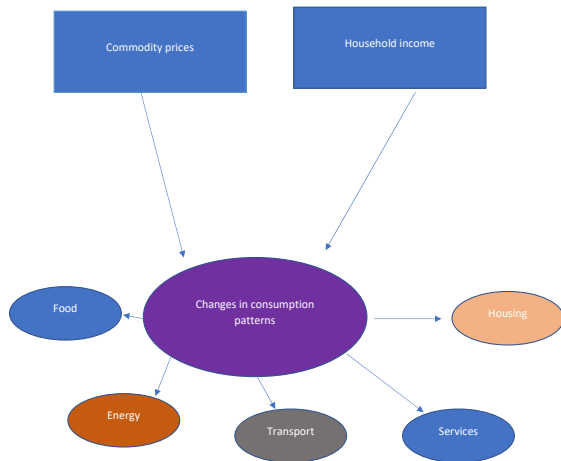 Commodity prices
Household income
Changes in consumption
patterns
Food
Housing
Energy
Transport
Services